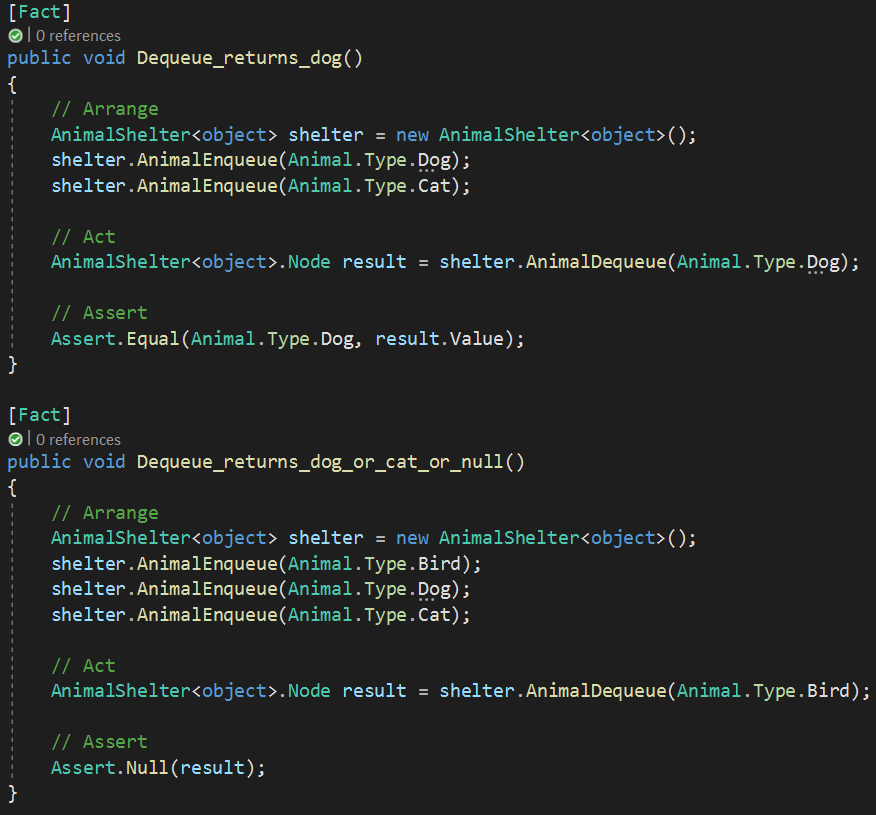 [Fact]
| 0 references
public void Dequeue_returns_dog()
{
// Arrange
AnimalShelter<object> shelter = new AnimalShelter<object>();
shelter.AnimalEnqueue(Animal.Type.Dog);
shelter.AnimalEnqueue(Animal.Type.Cat);
// Act
AnimalShelter<object>.Node result = shelter.AnimalDequeue(Animal.Type.Dog);
// Assert
Assert.Equal(Animal.Type.Dog, result.Value);
}
[Fact]
| 0 references
public void Dequeue_returns_dog_or_cat_or_null()
{
// Arrange
AnimalShelter<object> shelter = new AnimalShelter<object>();
shelter.AnimalEnqueue(Animal.Type.Bird);
shelter.AnimalEnqueue(Animal.Type.Dog);
shelter.AnimalEnqueue(Animal.Type.Cat);
// Act
AnimalShelter<object>.Node result = shelter.AnimalDequeue(Animal.Type.Bird);
// Assert
Assert.Null(result);
}